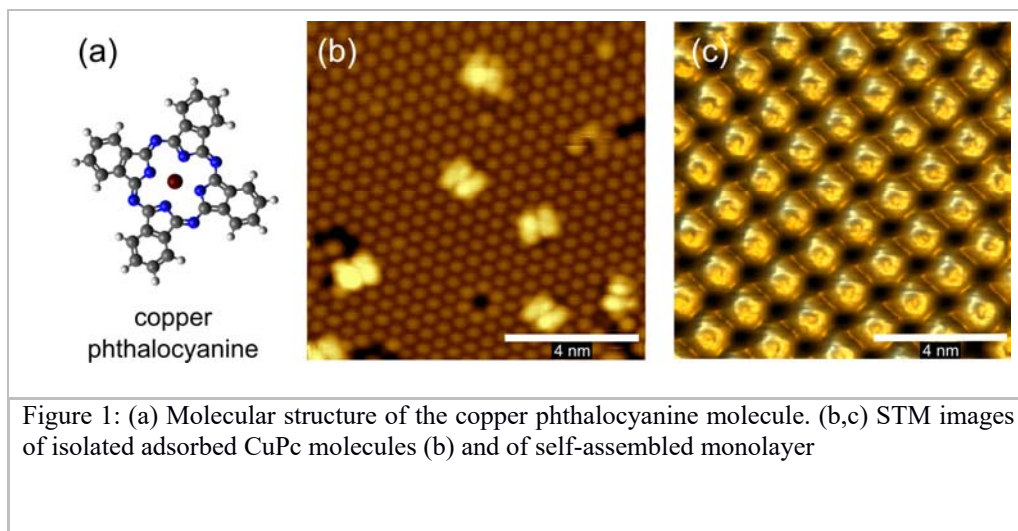 (a)
(b)
(c)
copper
phthalocyanine
4 nm
4 nm
Figure 1: (a) Molecular structure of the copper phthalocyanine molecule. (b,c) STM images
of isolated adsorbed CuPc molecules (b) and of self-assembled monolayer